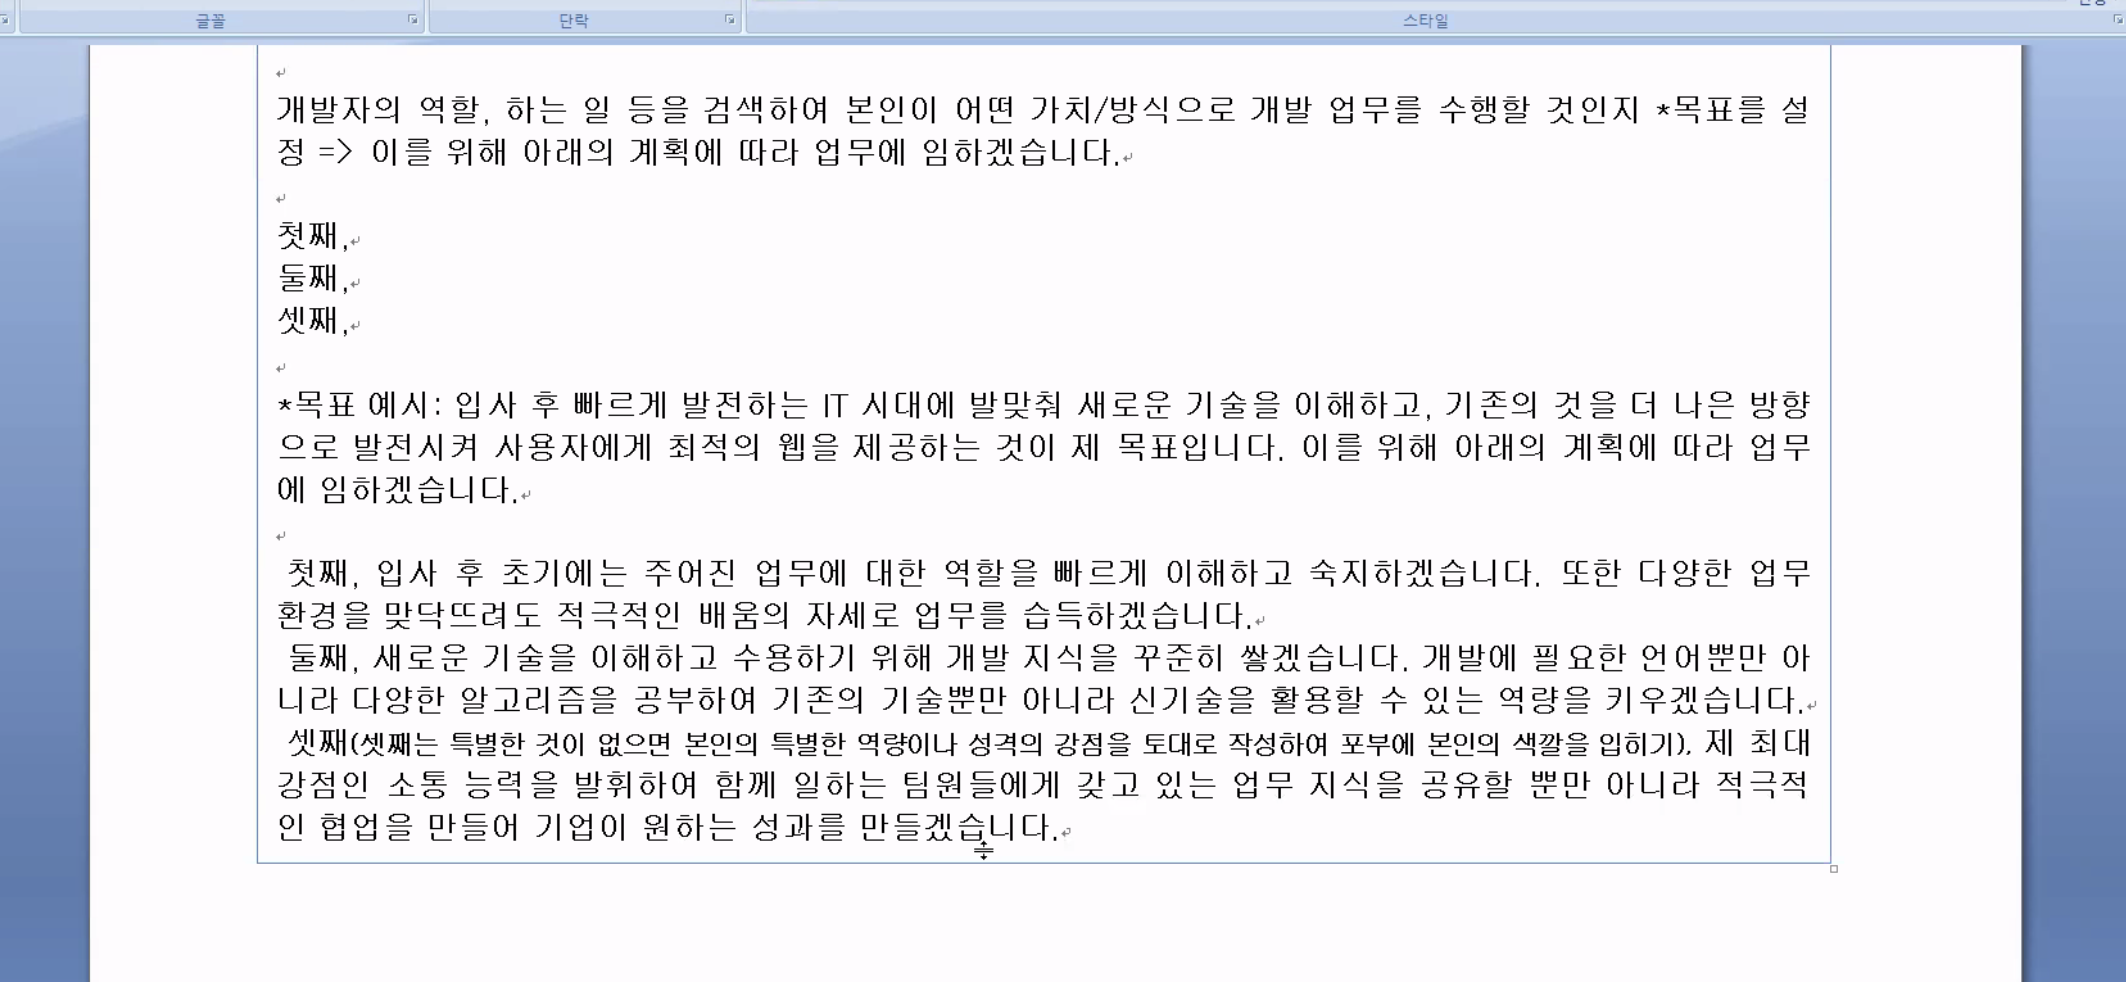 글꼴
단락
스타일
개발자의 역할, 하는 일 등을 검색하여 본인이 어떤 가치/방식으로 개발 업무를 수행할 것인지 *목표를 설
정 => 이를 위해 아래의 계획에 따라 업무에 임하겠습니다.
첫째,
둘째,
셋째,
*목표 예시: 입사 후 빠르게 발전하는 IT 시대에 발맞춰 새로운 기술을 이해하고, 기존의 것을 더 나은 방향
으로 발전시켜 사용자에게 최적의 웹을 제공하는 것이 제 목표입니다. 이를 위해 아래의 계획에 따라 업무
에 임하겠습니다.
첫째, 입사 후 초기에는 주어진 업무에 대한 역할을 빠르게 이해하고 숙지하겠습니다. 또한 다양한 업무
환경을 맞닥뜨려도 적극적인 배움의 자세로 업무를 습득하겠습니다.
둘째, 새로운 기술을 이해하고 수용하기 위해 개발 지식을 꾸준히 쌓겠습니다. 개발에 필요한 언어뿐만 아
니라 다양한 알고리즘을 공부하여 기존의 기술뿐만 아니라 신기술을 활용할 수 있는 역량을 키우겠습니다.
셋째(셋째는 특별한 것이 없으면 본인의 특별한 역량이나 성격의 강점을 토대로 작성하여 포부에 본인의 색깔을 입히기), 제 최대
강점인 소통 능력을 발휘하여 함께 일하는 팀원들에게 갖고 있는 업무 지식을 공유할 뿐만 아니라 적극적
인 협업을 만들어 기업이 원하는 성과를 만들겠습니다.